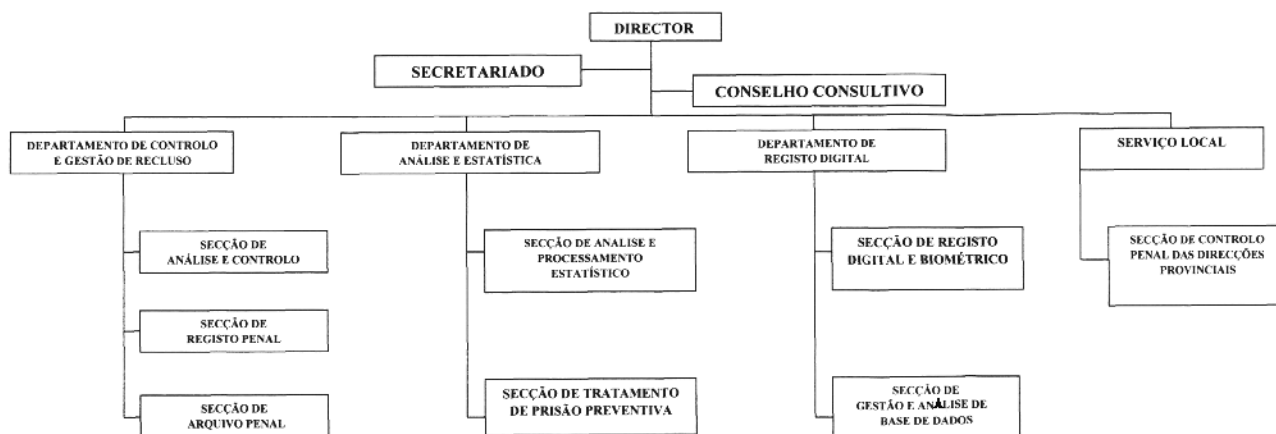 DIRECTOR
SECRETARIADO
CONSELHO CONSULTIVO
DEPARTAMENTO DE CONTROLO
E GESTÃO DE RECLUSO
DEPARTAMENTO DE
ANÁLISE E ESTATÍSTICA
DEPARTAMENTO DE
REGISTO DIGITAL
SERVIÇO LOCAL
SECÇÃO DE
ANÁLISE E CONTROLO
SECÇÃO DE ANALISE E
PROCESSAMENTO
ESTATÍSTICO
SECÇÃO DE REGISTO
DIGITAL E BIOMÉTRICO
SECÇÃO DE CONTROLO
PENAL DAS DIRECÇÕES
PROVINCIAIS
SECÇÃO DE
REGISTO PENAL
SECÇÃO DE
ARQUIVO PENAL
SECÇÃO DE TRATAMENTO
DE PRISÃO PREVENTIVA
SECÇÃO DE
GESTÃO E ANÁLISE DE
BASE DE DADOS